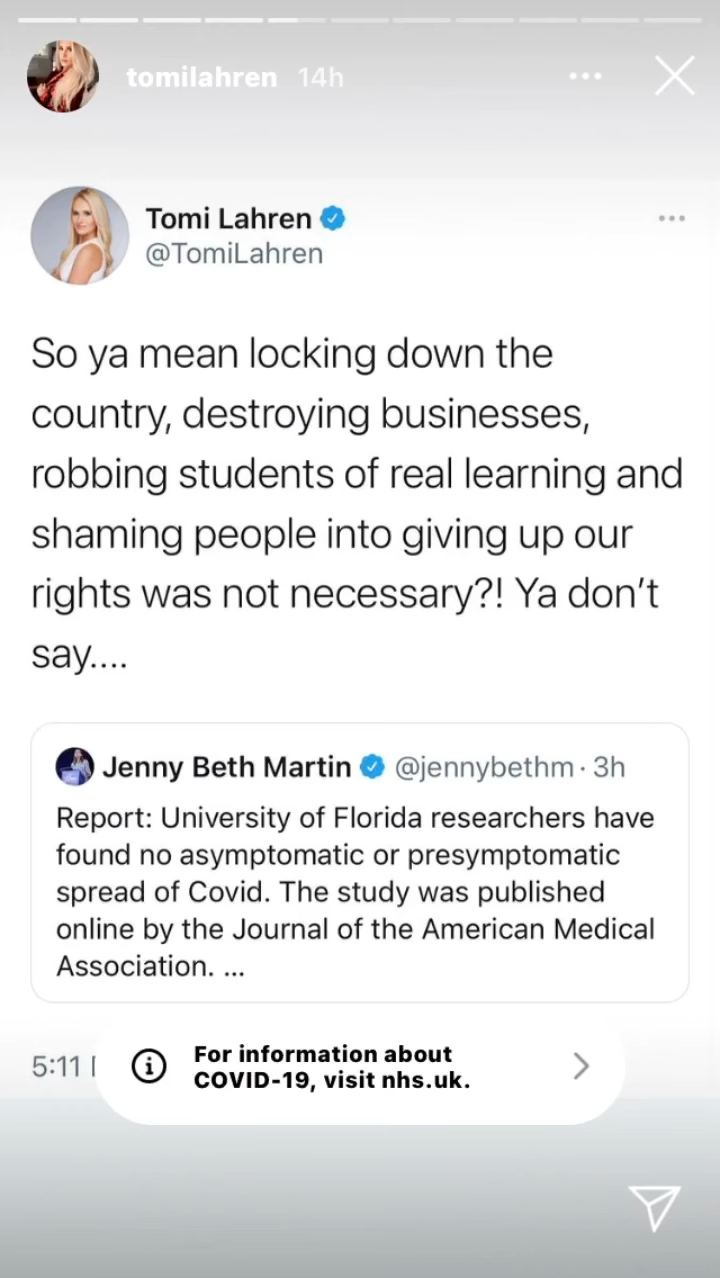 tomilahren 14h
Tomi Lahren
@TomiLahren
So ya mean locking down the
country, destroying businesses,
robbing students of real learning and
shaming people into giving up our
rights was not necessary?! Ya don’t
say....
Jenny Beth Martin @jennybethm · 3h
Report: University of Florida researchers have
found no asymptomatic or presymptomatic
spread of Covid. The study was published
online by the Journal of the American Medical
Association. ...
5:11
For information about
COVID-19, visit nhs.uk.